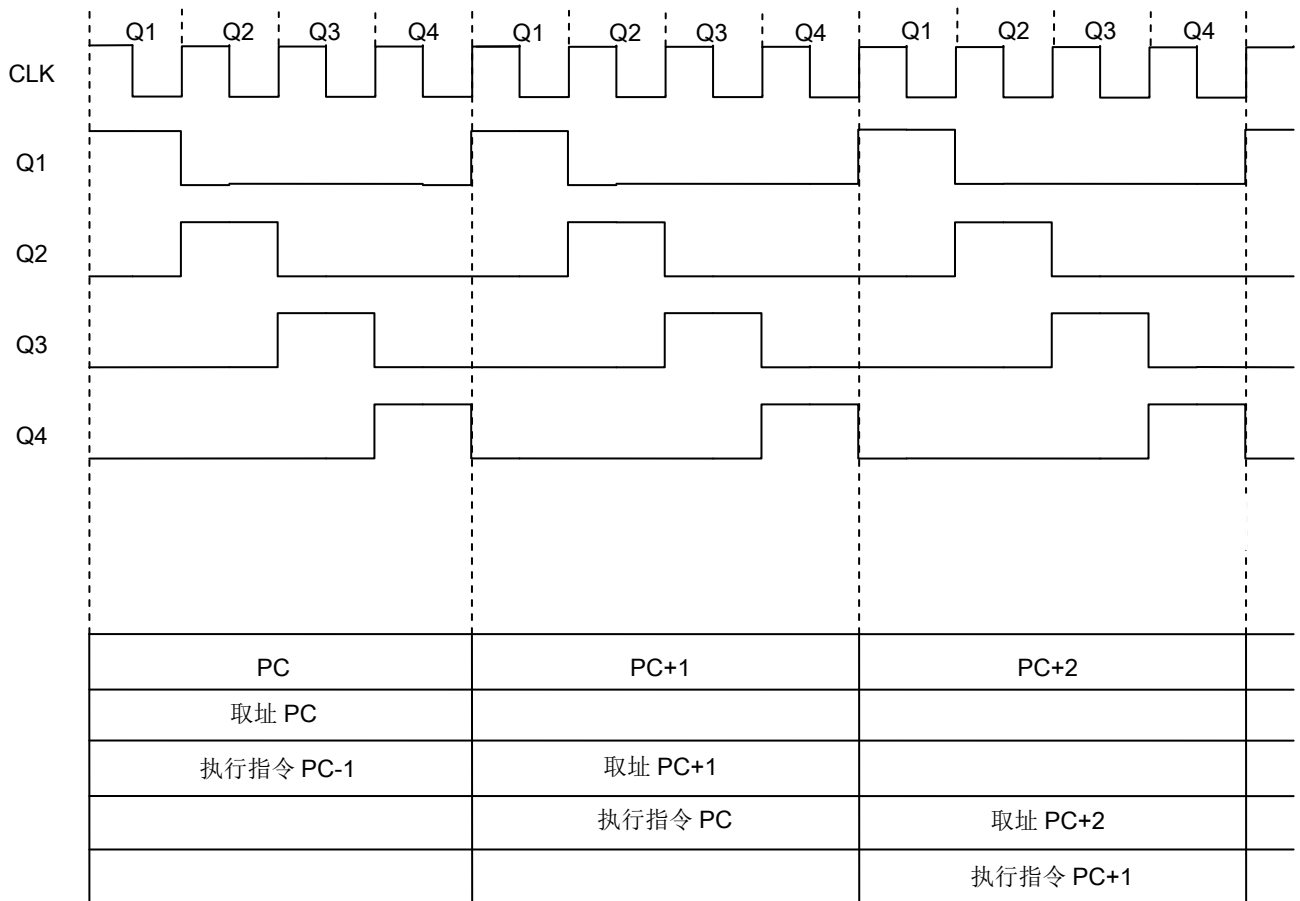 Q1 Q2 Q3 Q4 Q1 Q2 Q3 Q4 Q1 Q2 Q3 Q4
CLK
Q1
Q2
Q3
Q4
PC PC+1 PC+2
取址 PC
执行指令 PC-1 取址 PC+1
执行指令 PC 取址 PC+2
执行指令 PC+1